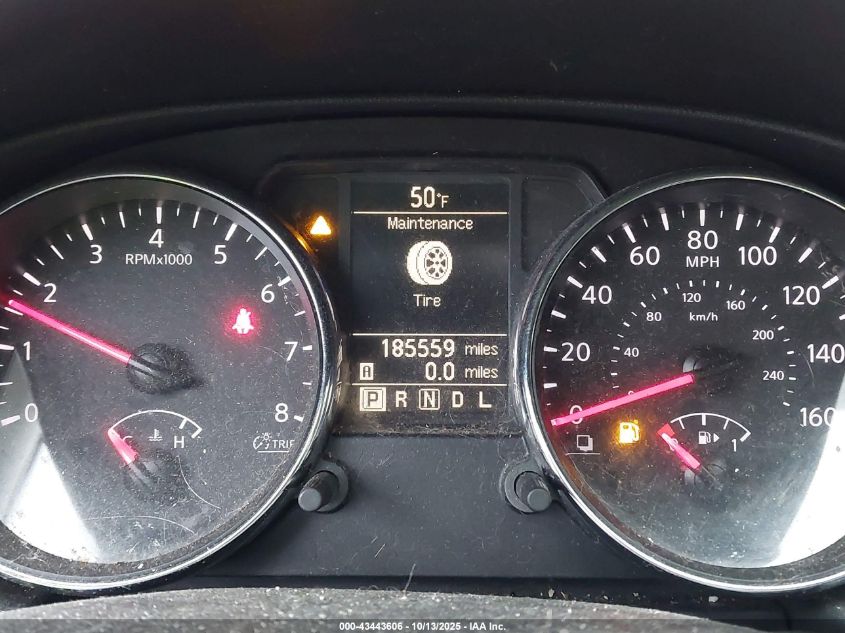 50°F
Maintenance
Tire
185559 miles
A 0.0 miles
P R N D L
0 1 2 3 4 5 6 7 8
RPMx1000
C H
TRIP
0 20 40 60 80 100 120 140 160
MPH
40 80 120 160 200 240
km/h
0 1
000-43443606 - 10/13/2025 - IAA Inc.